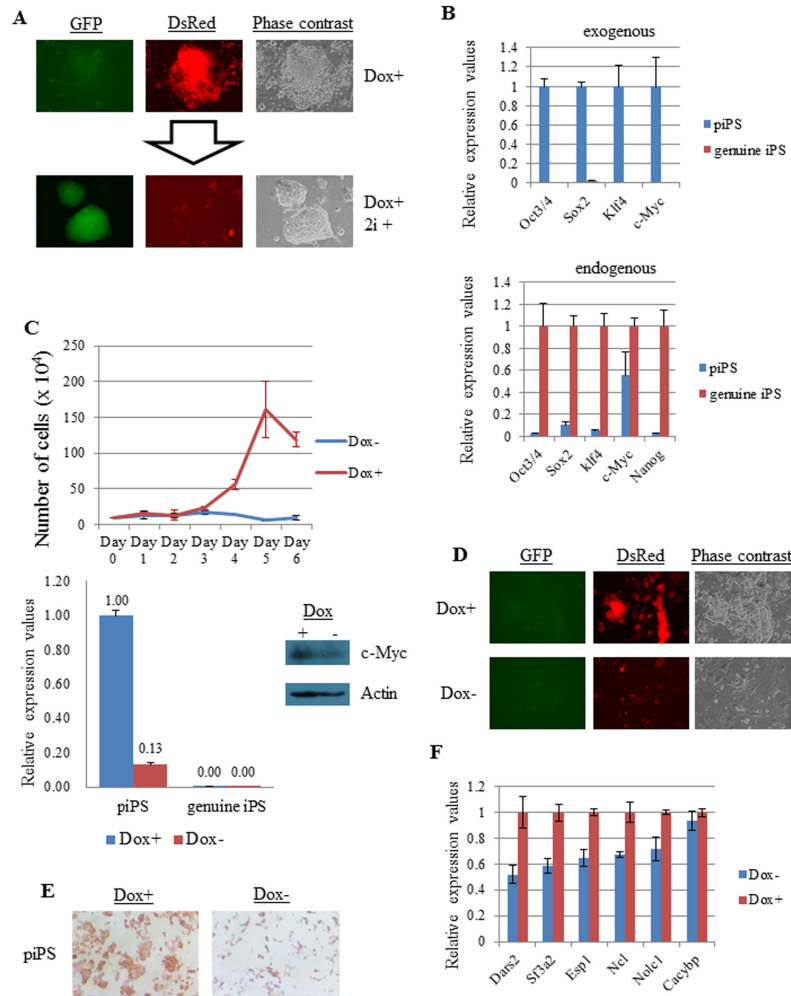 A
GFP DsRed Phase contrast
Dox+
Dox+
2i +
B
exogenous
Relative expression values
1.4
1.2
1
0.8
0.6
0.4
0.2
0
Oct3/4 Sox2 Klf4 c-Myc
piPS
genuine iPS
endogenous
Relative expression values
1.4
1.2
1
0.8
0.6
0.4
0.2
0
Oct3/4 Sox2 klf4 c-Myc Nanog
piPS
genuine iPS
C
Number of cells (x 10⁴)
250
200
150
100
50
0
Day Day Day Day Day Day Day
0 1 2 3 4 5 6
Dox-
Dox+
Relative expression values
1.20
1.00
0.80
0.60
0.40
0.20
0.00
1.00
0.13
0.00 0.00
piPS genuine iPS
Dox+ Dox-
Dox
+ -
c-Myc
Actin
D
GFP DsRed Phase contrast
Dox+
Dox-
E
Dox+ Dox-
piPS
F
Relative expression values
1.2
1
0.8
0.6
0.4
0.2
0
Dars2 Sf3a2 Esp1 Ncl Nolc1 Cacybp
Dox-
Dox+